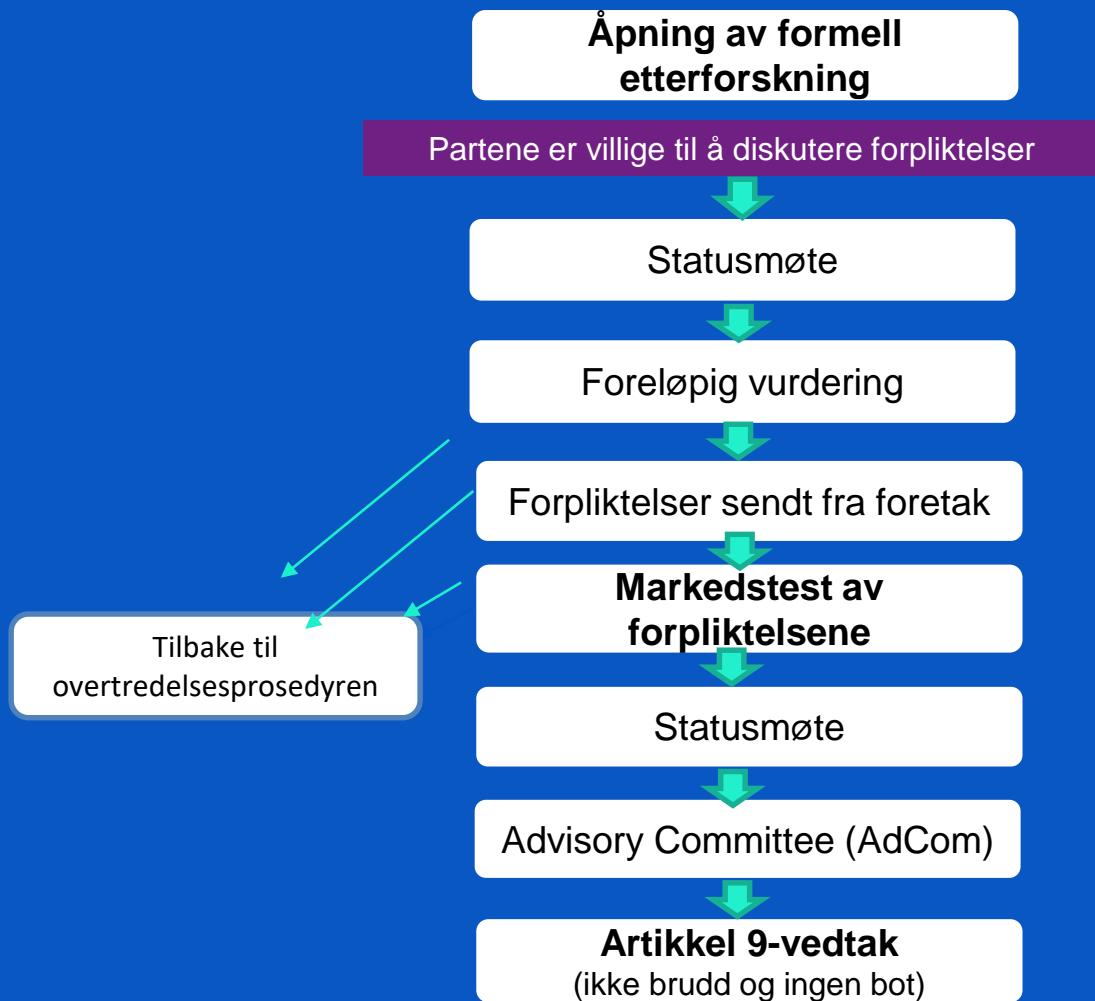 Åpning av formell
etterforskning
Partene er villige til å diskutere forpliktelser
Statusmøte
Foreløpig vurdering
Forpliktelser sendt fra foretak
Markedstest av
forpliktelsene
Tilbake til
overtredelsesprosedyren
Statusmøte
Advisory Committee (AdCom)
Artikkel 9-vedtak
(ikke brudd og ingen bot)